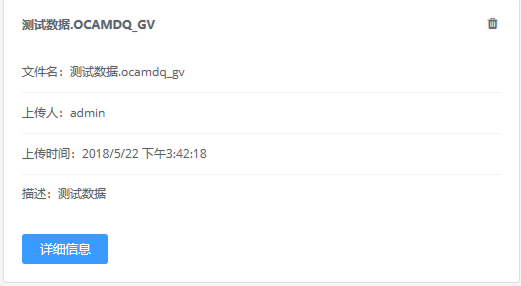 测试数据.OCAMDQ_GV
文件名：测试数据.ocamdq_gv
上传人：admin
上传时间：2018/5/22 下午3:42:18
描述：测试数据
详细信息